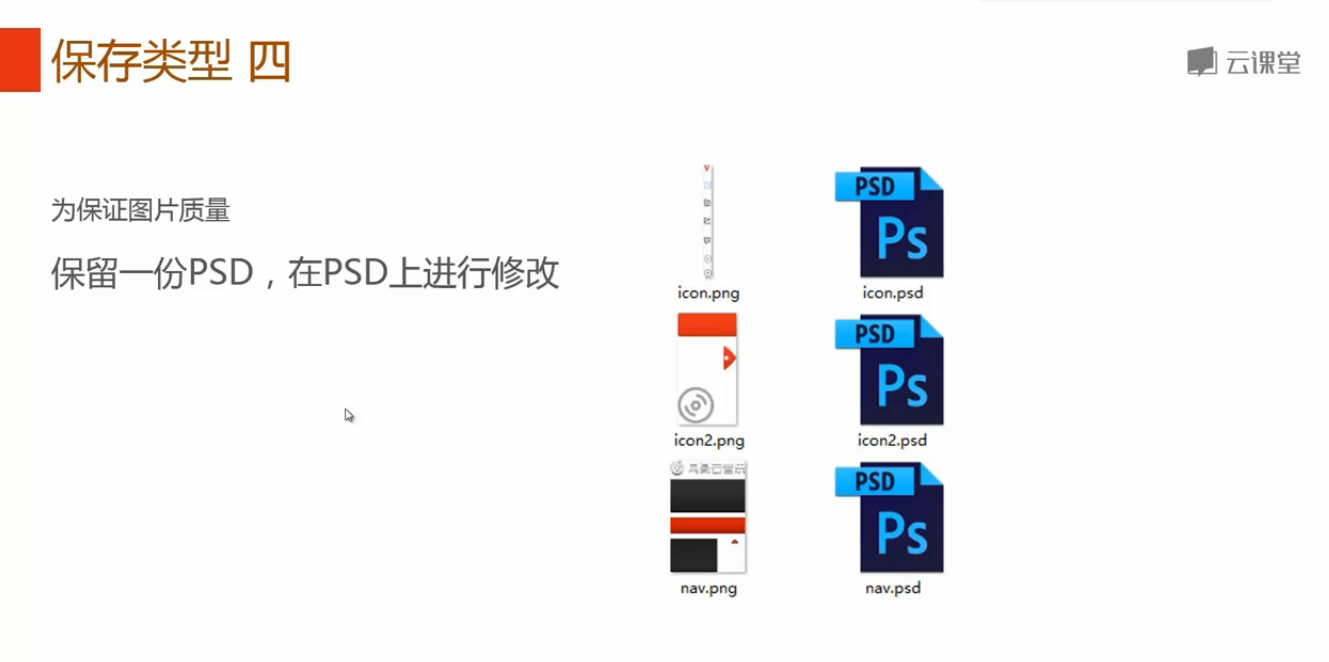 保存类型 四
云课堂
为保证图片质量
保留一份PSD，在PSD上进行修改
PSD
Ps
icon.png
icon.psd
PSD
Ps
icon2.png
icon2.psd
PSD
Ps
nav.png
nav.psd